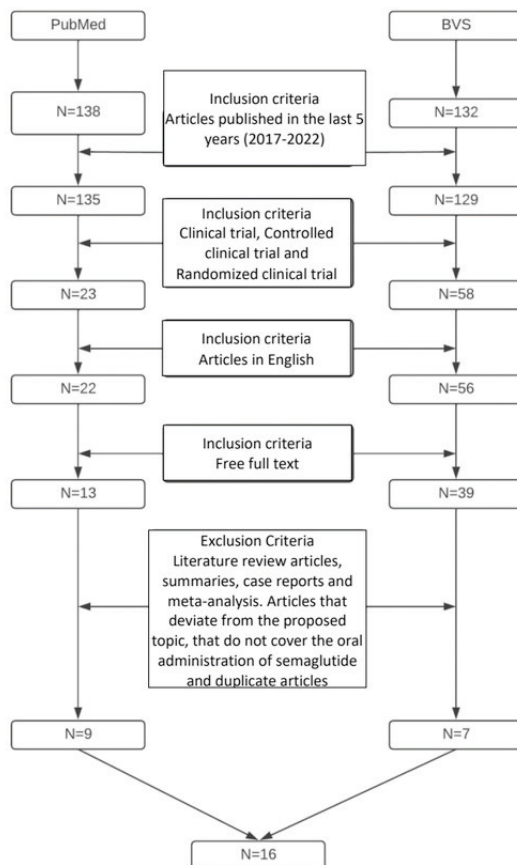 PubMed
BVS
N=138
Inclusion criteria
Articles published in the last 5
years (2017-2022)
N=132
N=135
Inclusion criteria
Clinical trial, Controlled
clinical trial and
Randomized clinical trial
N=129
N=23
N=58
Inclusion criteria
Articles in English
N=22
N=56
Inclusion criteria
Free full text
N=13
N=39
Exclusion Criteria
Literature review articles,
summaries, case reports and
meta-analysis. Articles that
deviate from the proposed
topic, that do not cover the oral
administration of semaglutide
and duplicate articles
N=9
N=7
N=16